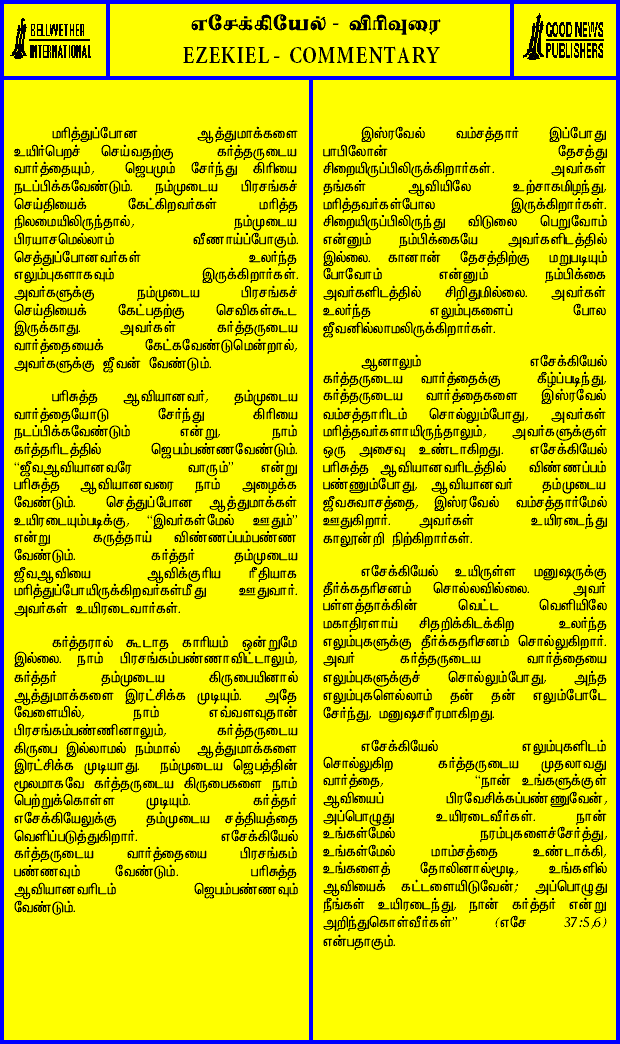 BELLWETHER
INTERNATIONAL
எசேக்கியேல் - விரிவுரை
EZEKIEL - COMMENTARY
GOOD NEWS
PUBLISHERS
மரித்துப்போன ஆத்துமாக்களை
உயிர்பெறச் செய்வதற்கு கர்த்தருடைய
வார்த்தையும், ஜெபமும் சேர்ந்து கிரியை
நடப்பிக்கவேண்டும். நம்முடைய பிரசங்கச்
செய்தியைக் கேட்கிறவர்கள் மரித்த
நிலமையிலிருந்தால், நம்முடைய
பிரயாசமெல்லாம் வீணாய்ப்போகும்.
செத்துப்போனவர்கள் உலர்ந்த
எலும்புகளாகவும் இருக்கிறார்கள்.
அவர்களுக்கு நம்முடைய பிரசங்கச்
செய்தியைக் கேட்பதற்கு செவிகள்கூட
இருக்காது. அவர்கள் கர்த்தருடைய
வார்த்தையைக் கேட்கவேண்டுமென்றால்,
அவர்களுக்கு ஜீவன் வேண்டும்.
பரிசுத்த ஆவியானவர், தம்முடைய
வார்த்தையோடு சேர்ந்து கிரியை
நடப்பிக்கவேண்டும் என்று, நாம்
கர்த்தரிடத்தில் ஜெபம்பண்ணவேண்டும்.
“ஜீவஆவியானவரே வாரும்” என்று
பரிசுத்த ஆவியானவரை நாம் அழைக்க
வேண்டும். செத்துப்போன ஆத்துமாக்கள்
உயிரடையும்படிக்கு, “இவர்கள்மேல் ஊதும்”
என்று கருத்தாய் விண்ணப்பம்பண்ண
வேண்டும். கர்த்தர் தம்முடைய
ஜீவஆவியை ஆவிக்குரிய ரீதியாக
மரித்துப்போயிருக்கிறவர்கள்மீது ஊதுவார்.
அவர்கள் உயிரடைவார்கள்.
கர்த்தரால் கூடாத காரியம் ஒன்றுமே
இல்லை. நாம் பிரசங்கம்பண்ணாவிட்டாலும்,
கர்த்தர் தம்முடைய கிருபையினால்
ஆத்துமாக்களை இரட்சிக்க முடியும். அதே
வேளையில், நாம் எவ்வளவுதான்
பிரசங்கம்பண்ணினாலும், கர்த்தருடைய
கிருபை இல்லாமல் நம்மால் ஆத்துமாக்களை
இரட்சிக்க முடியாது. நம்முடைய ஜெபத்தின்
மூலமாகவே கர்த்தருடைய கிருபைகளை நாம்
பெற்றுக்கொள்ள முடியும். கர்த்தர்
எசேக்கியேலுக்கு தம்முடைய சத்தியத்தை
வெளிப்படுத்துகிறார். எசேக்கியேல்
கர்த்தருடைய வார்த்தையை பிரசங்கம்
பண்ணவும் வேண்டும். பரிசுத்த
ஆவியானவரிடம் ஜெபம்பண்ணவும்
வேண்டும்.
இஸ்ரவேல் வம்சத்தார் இப்போது
பாபிலோன் தேசத்து
சிறையிருப்பிலிருக்கிறார்கள். அவர்கள்
தங்கள் ஆவியிலே உற்சாகமிழந்து,
மரித்தவர்கள்போல இருக்கிறார்கள்.
சிறையிருப்பிலிருந்து விடுலை பெறுவோம்
என்னும் நம்பிக்கையே அவர்களிடத்தில்
இல்லை. கானான் தேசத்திற்கு மறுபடியும்
போவோம் என்னும் நம்பிக்கை
அவர்களிடத்தில் சிறிதுமில்லை. அவர்கள்
உலர்ந்த எலும்புகளைப் போல
ஜீவனில்லாமலிருக்கிறார்கள்.
ஆனாலும் எசேக்கியேல்
கர்த்தருடைய வார்த்தைக்கு கீழ்ப்படிந்து,
கர்த்தருடைய வார்த்தைகளை இஸ்ரவேல்
வம்சத்தாரிடம் சொல்லும்போது, அவர்கள்
மரித்தவர்களாயிருந்தாலும், அவர்களுக்குள்
ஒரு அசைவு உண்டாகிறது. எசேக்கியேல்
பரிசுத்த ஆவியானவரிடத்தில் விண்ணப்பம்
பண்ணும்போது, ஆவியானவர் தம்முடைய
ஜீவசுவாசத்தை, இஸ்ரவேல் வம்சத்தார்மேல்
ஊதுகிறார். அவர்கள் உயிரடைந்து
காலூன்றி நிற்கிறார்கள்.
எசேக்கியேல் உயிருள்ள மனுஷருக்கு
தீர்க்கதரிசனம் சொல்லவில்லை. அவர்
பள்ளத்தாக்கின் வெட்ட வெளியிலே
மகாதிரளாய் சிதறிக்கிடக்கிற உலர்ந்த
எலும்புகளுக்கு தீர்க்கதரிசனம் சொல்லுகிறார்.
அவர் கர்த்தருடைய வார்த்தையை
எலும்புகளுக்குச் சொல்லும்போது, அந்த
எலும்புகளெல்லாம் தன் தன் எலும்போடே
சேர்ந்து, மனுஷசரீரமாகிறது.
எசேக்கியேல் எலும்புகளிடம்
சொல்லுகிற கர்த்தருடைய முதலாவது
வார்த்தை, “நான் உங்களுக்குள்
ஆவியைப் பிரவேசிக்கப்பண்ணுவேன்,
அப்பொழுது உயிரடைவீர்கள். நான்
உங்கள்மேல் நரம்புகளைச்சேர்த்து,
உங்கள்மேல் மாம்சத்தை உண்டாக்கி,
உங்களைத் தோலினால்மூடி, உங்களில்
ஆவியைக் கட்டளையிடுவேன்; அப்பொழுது
நீங்கள் உயிரடைந்து, நான் கர்த்தர் என்று
அறிந்துகொள்வீர்கள்” (எசே 37:5,6)
என்பதாகும்.